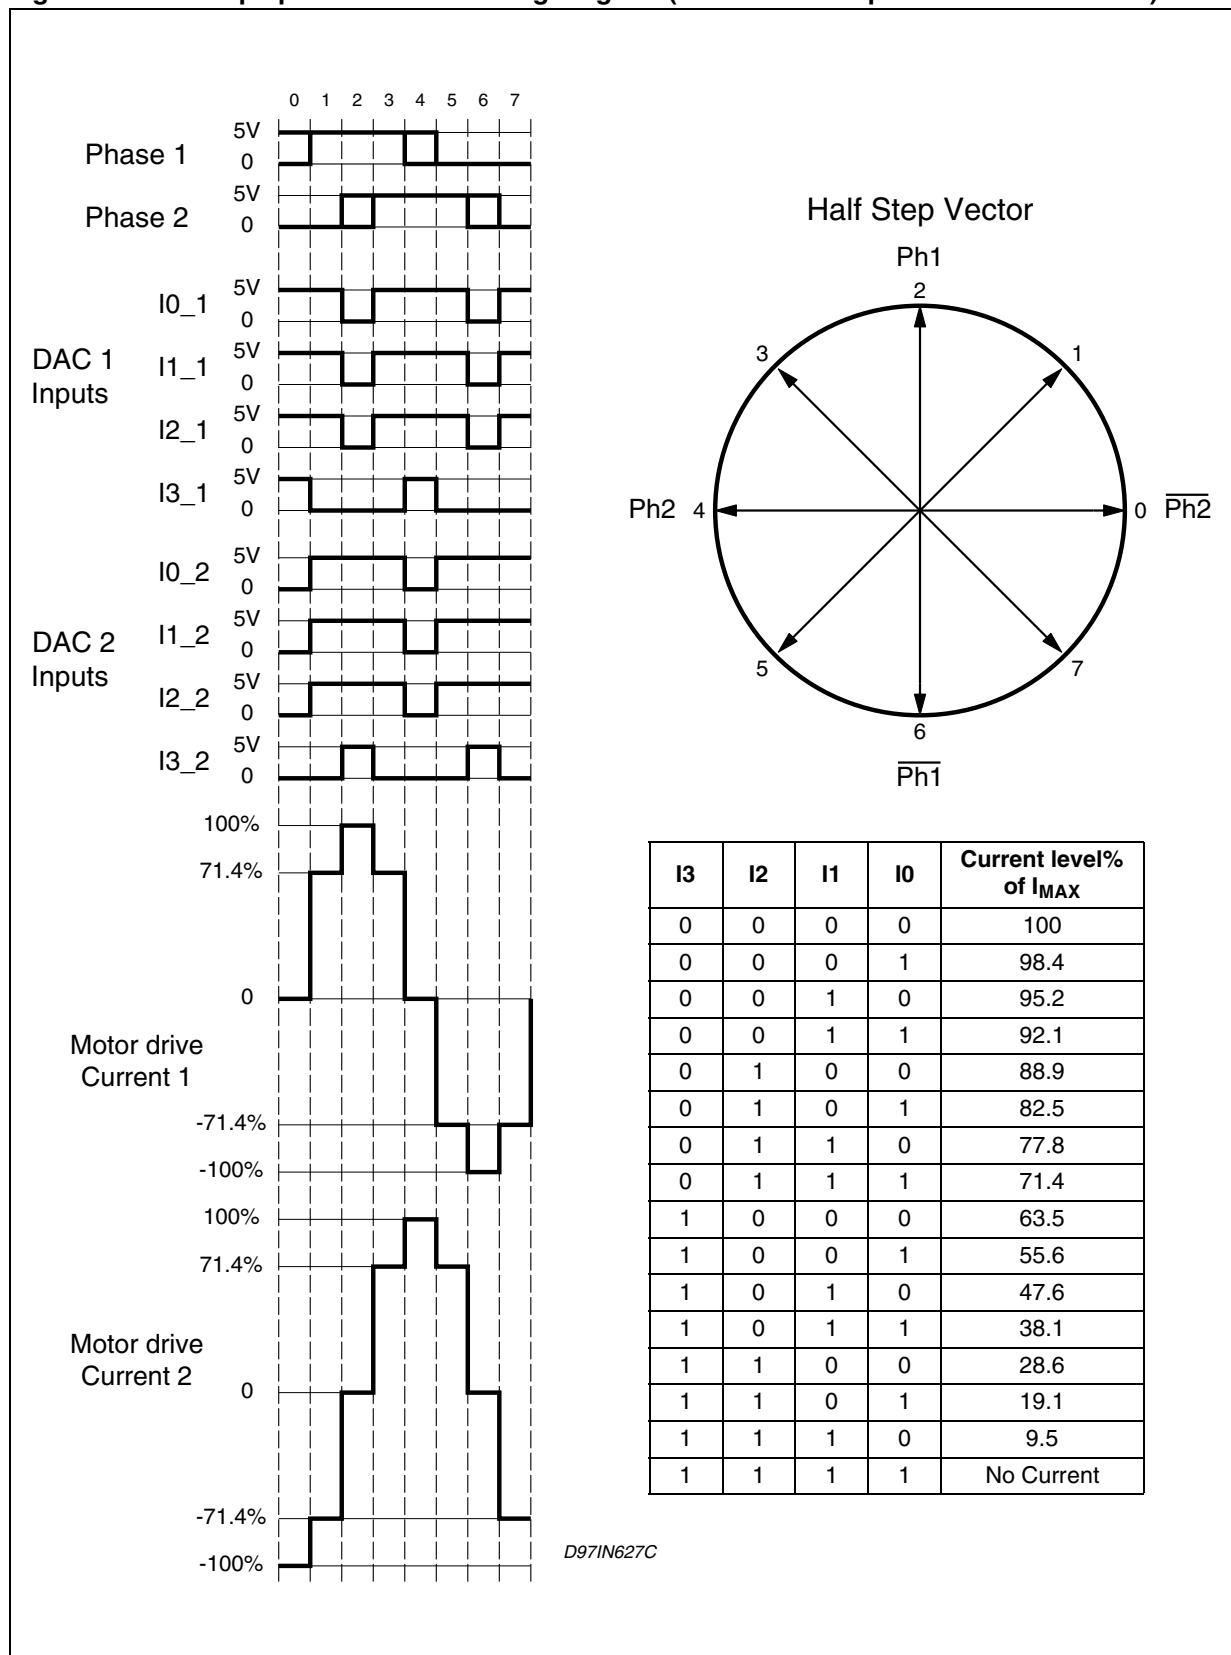 0 1 2 3 4 5 6 7
Phase 1 5V
0
Phase 2 5V
0
DAC 1
Inputs
I0_1 5V
0
I1_1 5V
0
I2_1 5V
0
I3_1 5V
0
DAC 2
Inputs
I0_2 5V
0
I1_2 5V
0
I2_2 5V
0
I3_2 5V
0
Motor drive
Current 1
100%
71.4%
0
-71.4%
-100%
Motor drive
Current 2
100%
71.4%
0
-71.4%
-100%
Half Step Vector
Ph1
2
3 1
Ph2 4 0 P̅h̅2̅
5 7
6
P̅h̅1̅
I3 I2 I1 I0 Current level%
of IMAX
0 0 0 0 100
0 0 0 1 98.4
0 0 1 0 95.2
0 0 1 1 92.1
0 1 0 0 88.9
0 1 0 1 82.5
0 1 1 0 77.8
0 1 1 1 71.4
1 0 0 0 63.5
1 0 0 1 55.6
1 0 1 0 47.6
1 0 1 1 38.1
1 1 0 0 28.6
1 1 0 1 19.1
1 1 1 0 9.5
1 1 1 1 No Current
D97IN627C